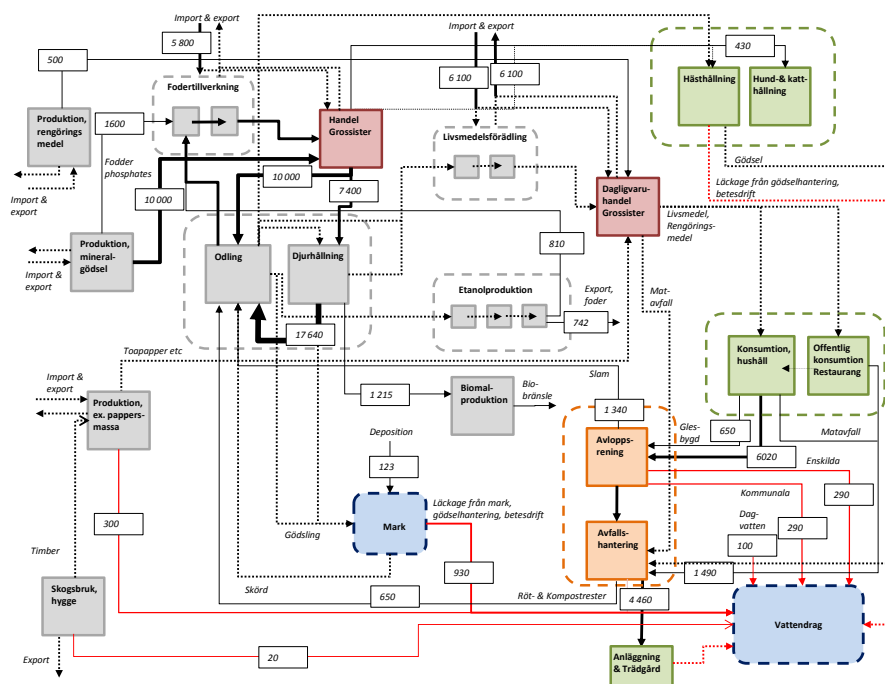 Import & export
5 800
500
Fodertillverkning
Produktion,
rengörings
medel
1600
Fodder
phosphates
Import &
export
10 000
Produktion,
mineral-
gödsel
Import &
export
Handel
Grossister
10 000
7 400
Odling
Djurhållning
17 640
Import & export
6 100
6 100
Livsmedelsförädling
Etanolproduktion
810
Export,
foder
742
Dagligvaru-
handel
Grossister
Livsmedel,
Rengörings-
medel
Mat-
avfall
430
Hästhållning
Hund-& katt-
hållning
Gödsel
Läckage från gödselhantering,
betesdrift
Toapapper etc
Import &
export
Produktion,
ex. pappers-
massa
300
Timber
Skogsbruk,
hygge
Export
20
1 215
Biomal-
produktion
Bio-
bränsle
Slam
1 340
Deposition
123
Mark
Läckage från mark,
gödselhantering, betesdrift
Gödsling
930
Skörd
650
Röt- & Kompostrester
Avlopps-
rening
Avfalls-
hantering
4 460
Anläggning
& Trädgård
Konsumtion,
hushåll
Offentlig
konsumtion
Restaurang
650
Gles-
bygd
6020
Matavfall
Enskilda
Kommunala
290
290
Dag-
vatten
100
1 490
Vattendrag